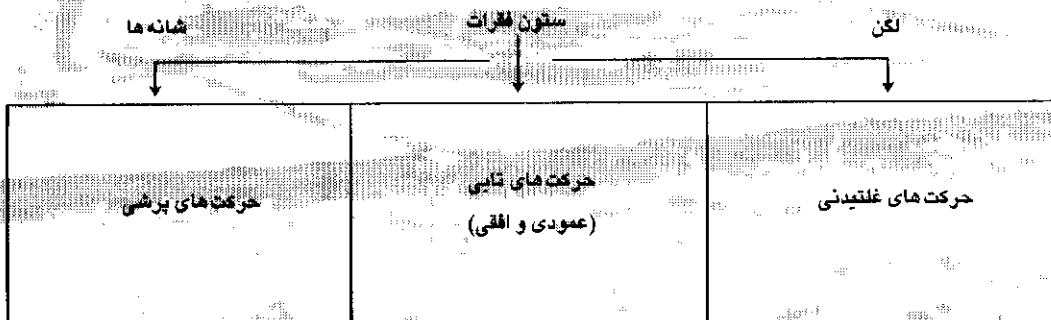 لگن
ستون فقرات
شانه ها
حرکت های غلتیدنی
حرکت های تابی
(عمودی و افقی)
حرکت های پرشی